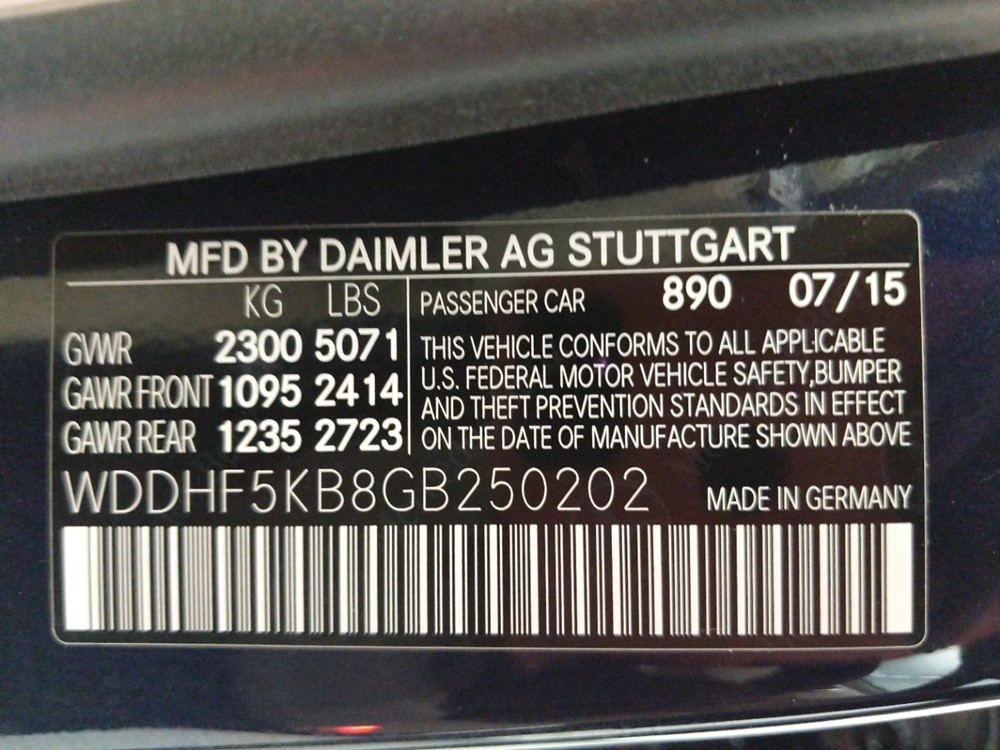 MFD BY DAIMLER AG STUTTGART
KG LBS
GVWR 2300 5071
GAWR FRONT 1095 2414
GAWR REAR 1235 2723
PASSENGER CAR 890 07/15
THIS VEHICLE CONFORMS TO ALL APPLICABLE
U.S. FEDERAL MOTOR VEHICLE SAFETY,BUMPER
AND THEFT PREVENTION STANDARDS IN EFFECT
ON THE DATE OF MANUFACTURE SHOWN ABOVE
WDDHF5KB8GB250202
MADE IN GERMANY